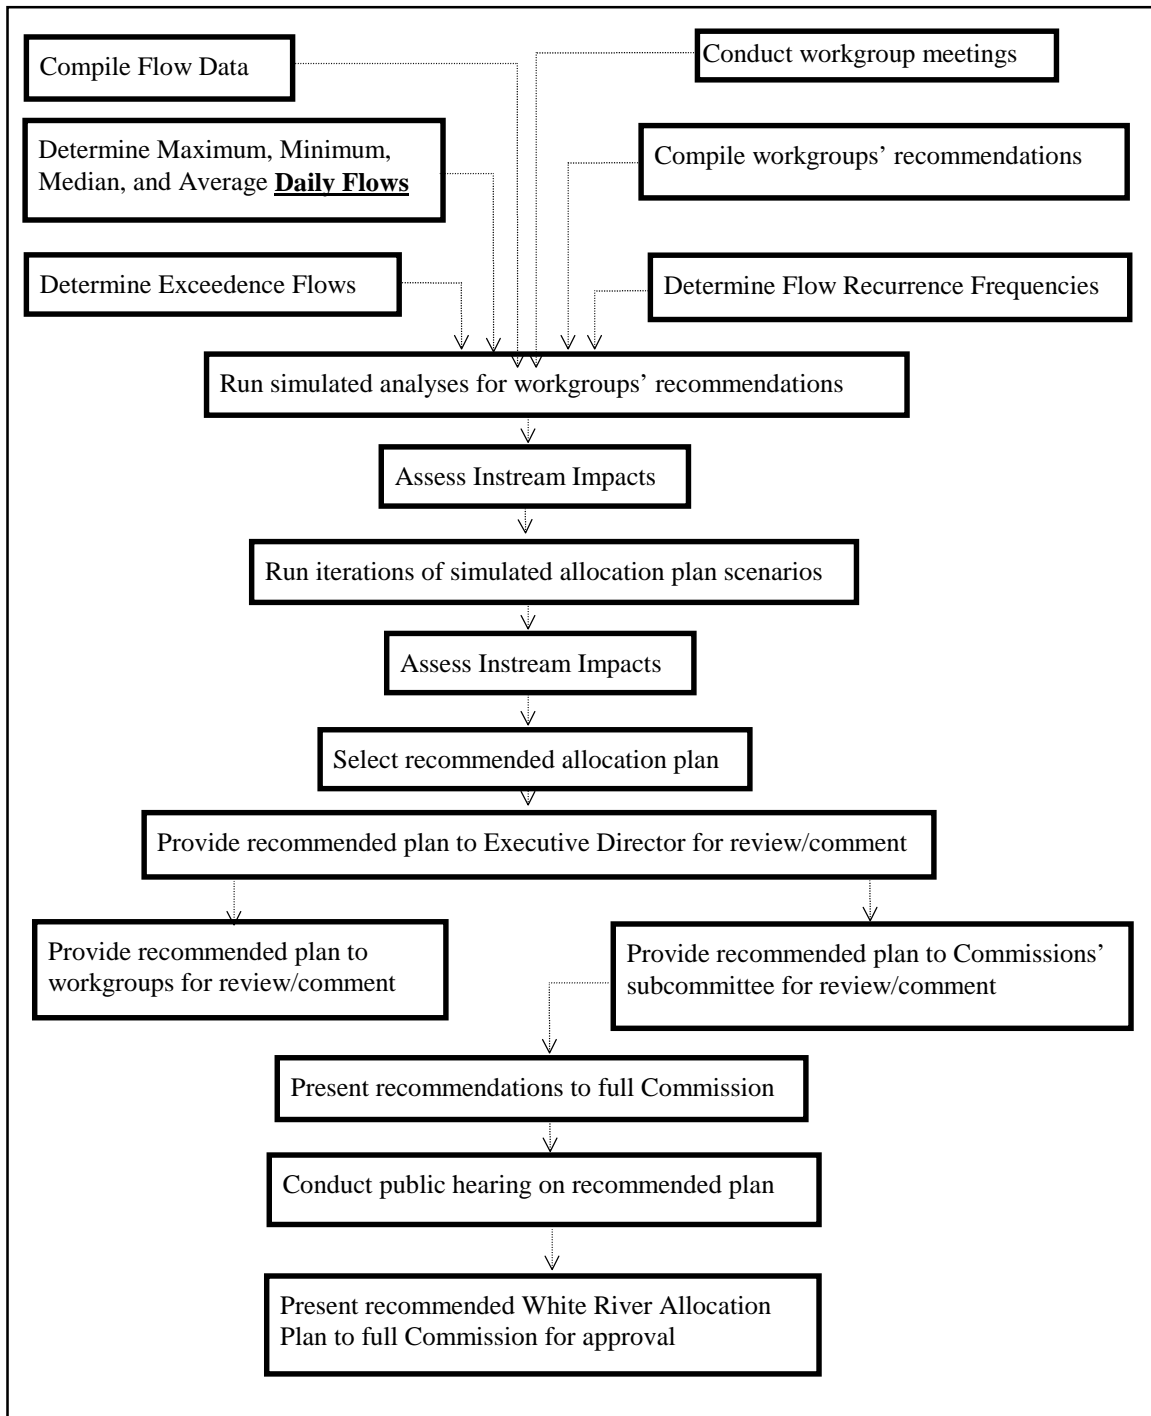 Compile Flow Data
Conduct workgroup meetings
Determine Maximum, Minimum,
Median, and Average Daily Flows
Compile workgroups’ recommendations
Determine Exceedence Flows
Determine Flow Recurrence Frequencies
Run simulated analyses for workgroups’ recommendations
Assess Instream Impacts
Run iterations of simulated allocation plan scenarios
Assess Instream Impacts
Select recommended allocation plan
Provide recommended plan to Executive Director for review/comment
Provide recommended plan to
workgroups for review/comment
Provide recommended plan to Commissions’
subcommittee for review/comment
Present recommendations to full Commission
Conduct public hearing on recommended plan
Present recommended White River Allocation
Plan to full Commission for approval